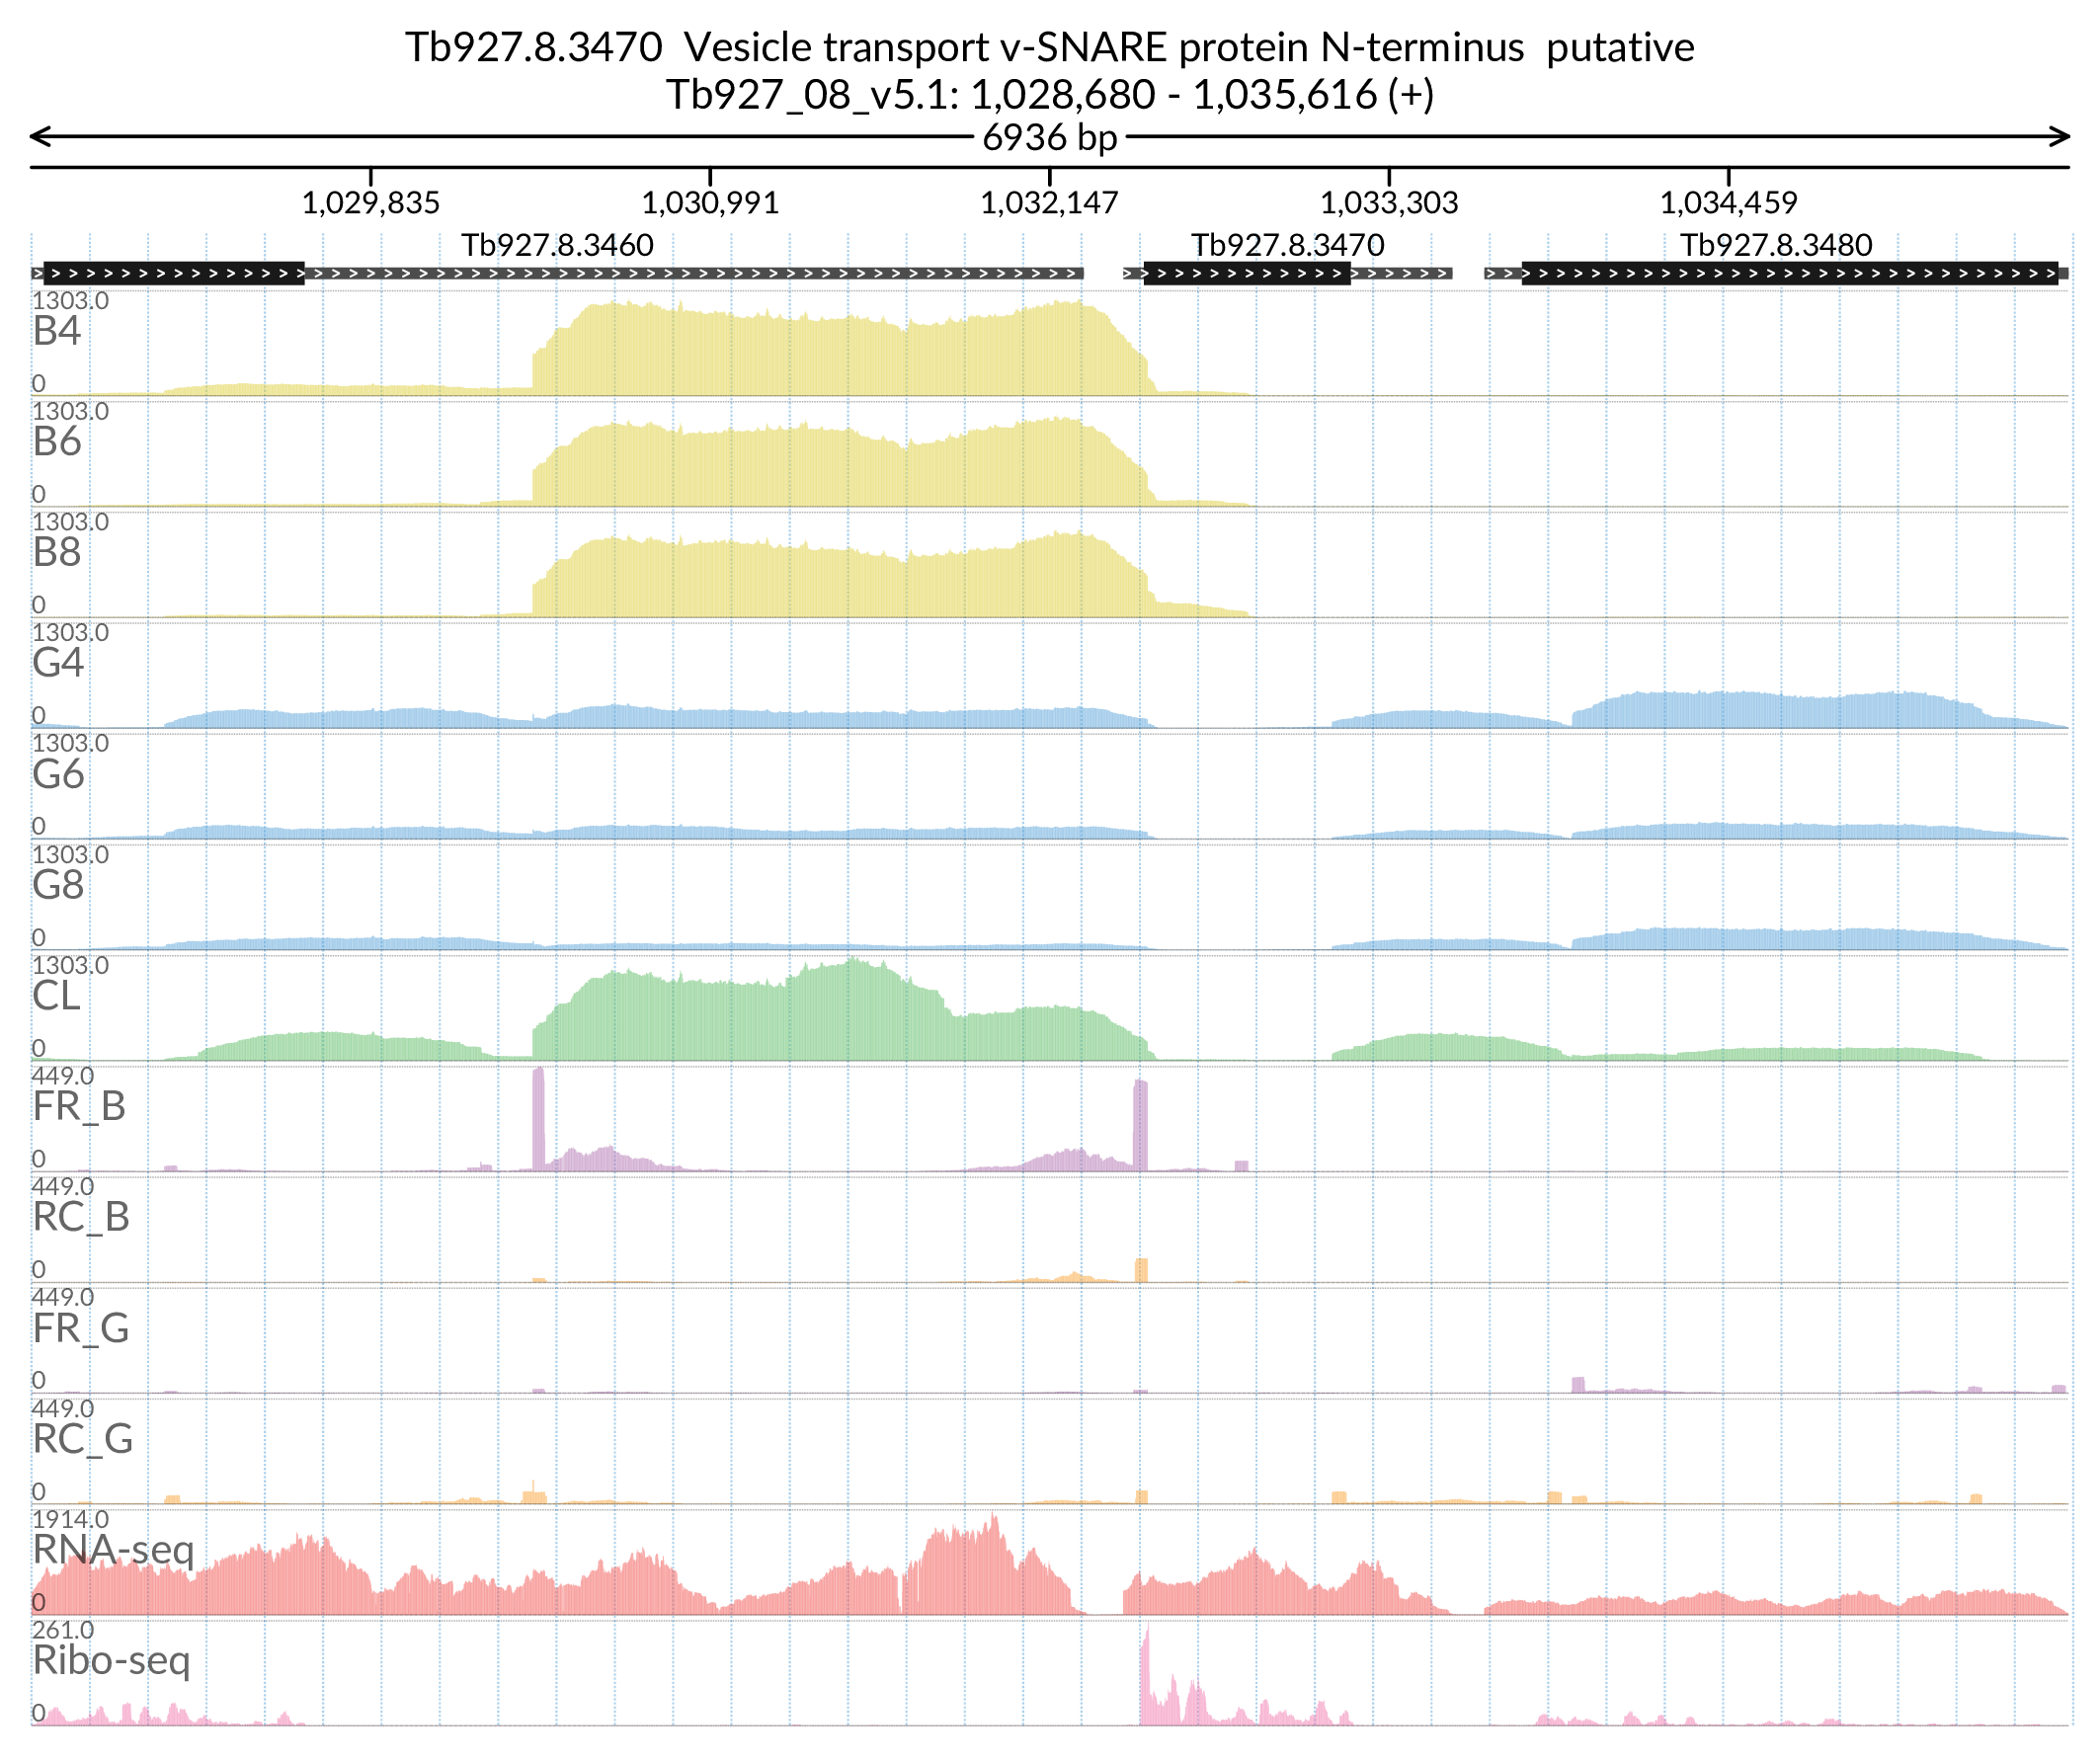 Tb927.8.3470  Vesicle transport v-SNARE protein N-terminus  putative
Tb927_08_v5.1: 1,028,680 - 1,035,616 (+)
6936 bp
1,029,835 1,030,991 1,032,147 1,033,303 1,034,459
Tb927.8.3460 Tb927.8.3470 Tb927.8.3480
1303.0
B4
0
1303.0
B6
0
1303.0
B8
0
1303.0
G4
0
1303.0
G6
0
1303.0
G8
0
1303.0
CL
0
449.0
FR_B
0
449.0
RC_B
0
449.0
FR_G
0
449.0
RC_G
0
1914.0
RNA-seq
0
261.0
Ribo-seq
0